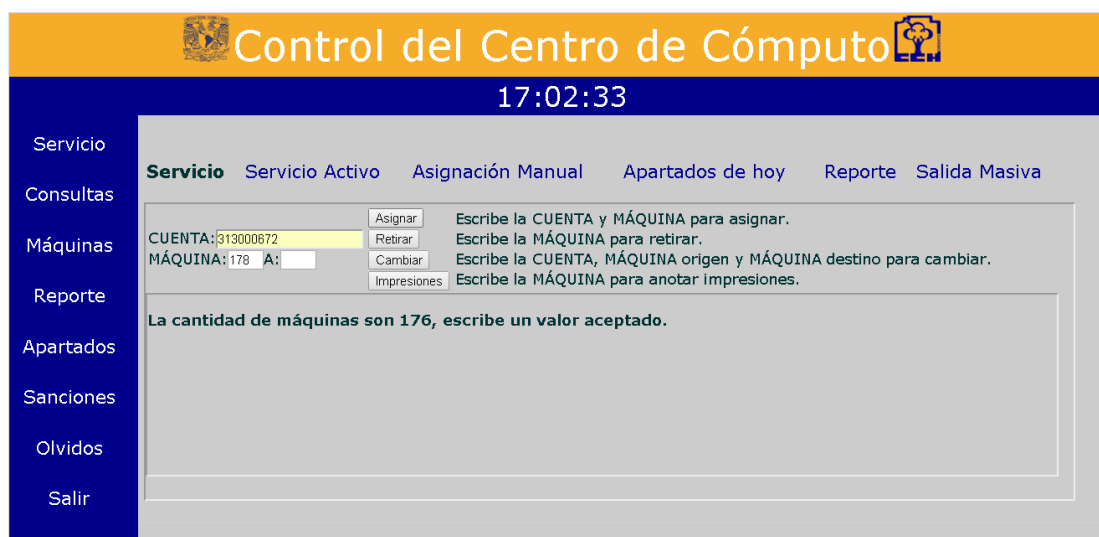 Control del Centro de Cómputo
CCH
17:02:33
Servicio
Consultas
Máquinas
Reporte
Apartados
Sanciones
Olvidos
Salir
Servicio Servicio Activo Asignación Manual Apartados de hoy Reporte Salida Masiva
Asignar Escribe la CUENTA y MÁQUINA para asignar.
CUENTA: 313000672 Retirar Escribe la MÁQUINA para retirar.
MÁQUINA: 178 A: Cambiar Escribe la CUENTA, MÁQUINA origen y MÁQUINA destino para cambiar.
Impresiones Escribe la MÁQUINA para anotar impresiones.
La cantidad de máquinas son 176, escribe un valor aceptado.